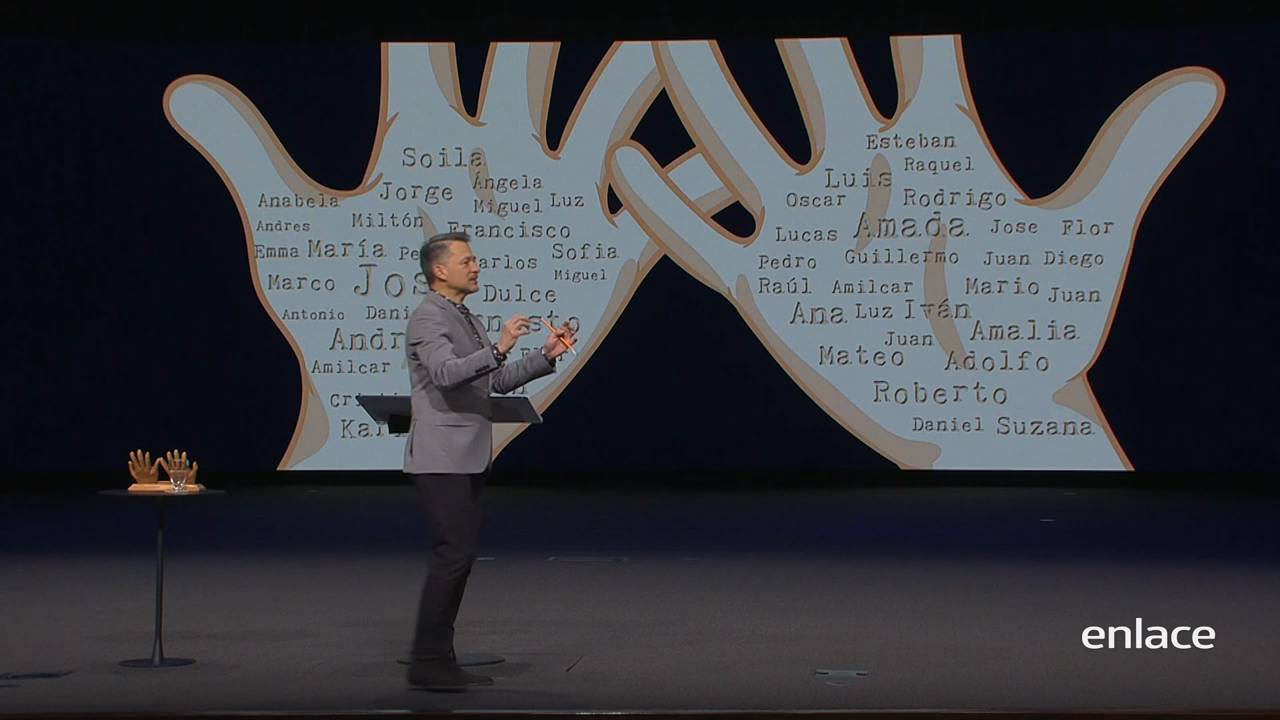 Soila
Jorge Ángela
Anabela Miguel Luz
Andres Miltón Francisco
Emma María Sofia
Marco Miguel
Dulce
Antonio
Amilcar
Esteban
Raquel
Luis
Oscar Rodrigo
Lucas Amada Jose Flor
Pedro Guillermo Juan Diego
Raúl Amilcar Mario Juan
Ana Luz Iván
Juan Amalia
Mateo Adolfo
Roberto
Daniel Suzana
enlace